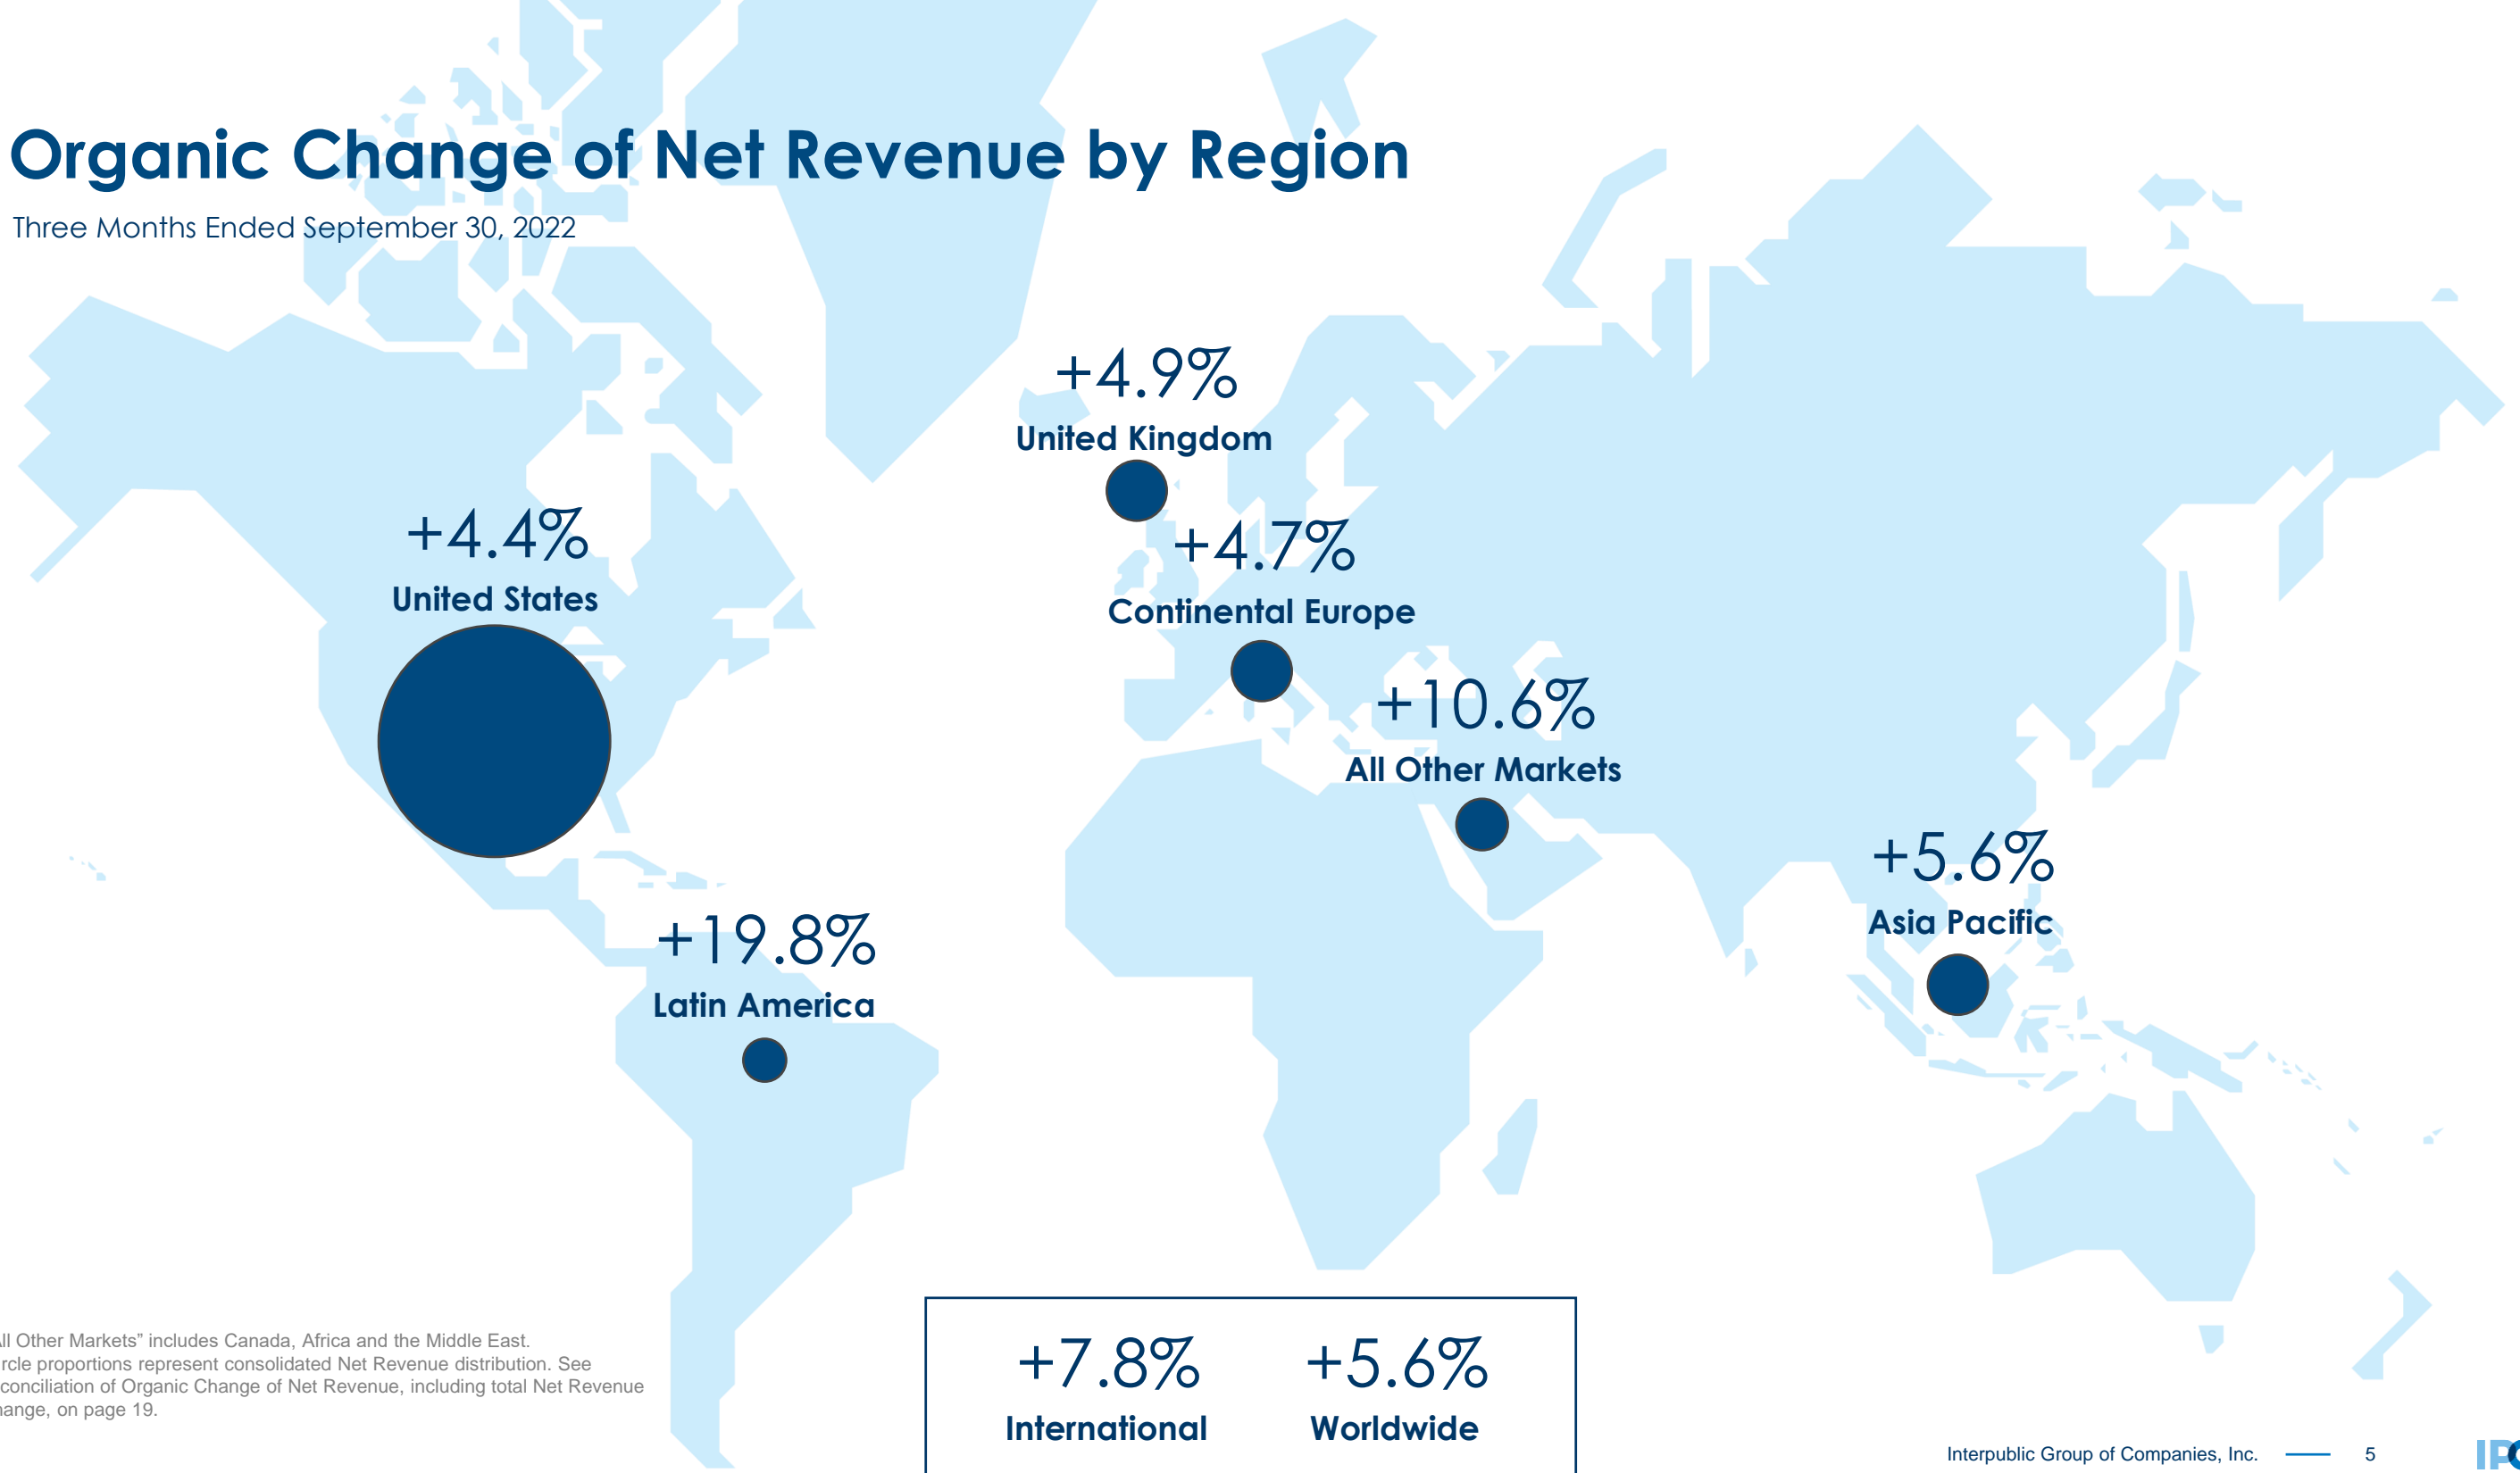 Organic Change of Net Revenue by Region
Three Months Ended September 30, 2022
+4.9%
United Kingdom
+4.4%
United States
+4.7%
Continental Europe
+10.6%
All Other Markets
+5.6%
Asia Pacific
+19.8%
Latin America
+7.8%
International
+5.6%
Worldwide
ll Other Markets” includes Canada, Africa and the Middle East.
rcle proportions represent consolidated Net Revenue distribution. See
conciliation of Organic Change of Net Revenue, including total Net Revenue
ange, on page 19.
Interpublic Group of Companies, Inc.
5
IP